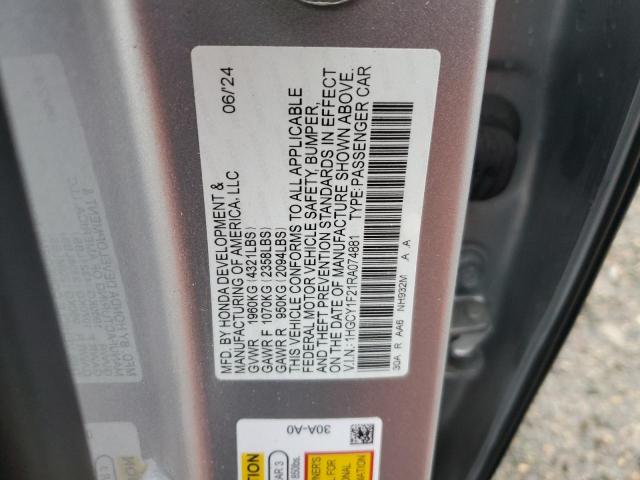 MFD. BY HONDA DEVELOPMENT &
MANUFACTURING OF AMERICA, LLC 06/'24
GVWR 1960KG (4321LBS)
GAWR F 1070KG (2358LBS)
GAWR R 950KG (2094LBS)
THIS VEHICLE CONFORMS TO ALL APPLICABLE
FEDERAL MOTOR VEHICLE SAFETY, BUMPER,
AND THEFT PREVENTION STANDARDS IN EFFECT
ON THE DATE OF MANUFACTURE SHOWN ABOVE.
V.I.N.: 1HGCY1F21RA074881 TYPE: PASSENGER CAR
30A R AA6 NH932M A A
30A-A0